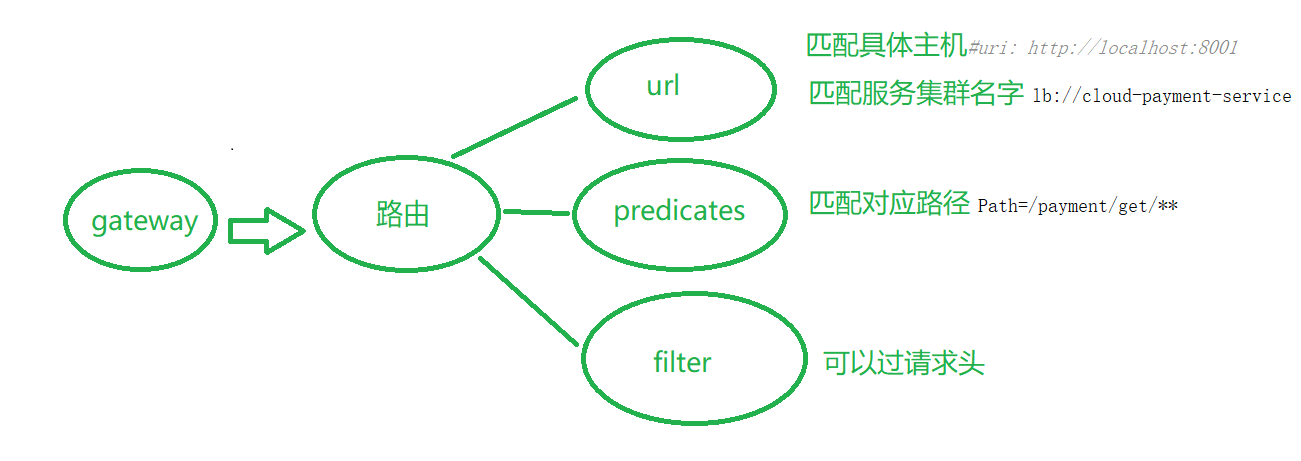 匹配具体主机#uri: http://localhost:8001
url
匹配服务集群名字 lb://cloud-payment-service
gateway
路由
predicates
匹配对应路径 Path=/payment/get/**
filter
可以过请求头